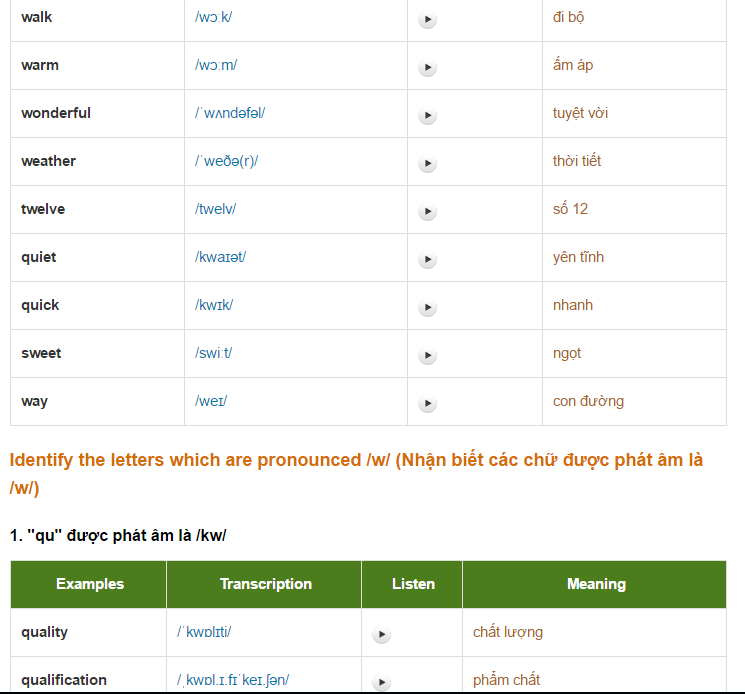 walk /wɔːk/ đi bộ
warm /wɔːm/ ấm áp
wonderful /ˈwʌndəfəl/ tuyệt vời
weather /ˈweðə(r)/ thời tiết
twelve /twelv/ số 12
quiet /kwaɪət/ yên tĩnh
quick /kwɪk/ nhanh
sweet /swiːt/ ngọt
way /weɪ/ con đường
Identify the letters which are pronounced /w/ (Nhận biết các chữ được phát âm là
/w/)
1. "qu" được phát âm là /kw/
Examples Transcription Listen Meaning
quality /ˈkwɒlɪti/ chất lượng
qualification /ˌkwɒl.ɪ.fɪˈkeɪ.ʃən/ phẩm chất